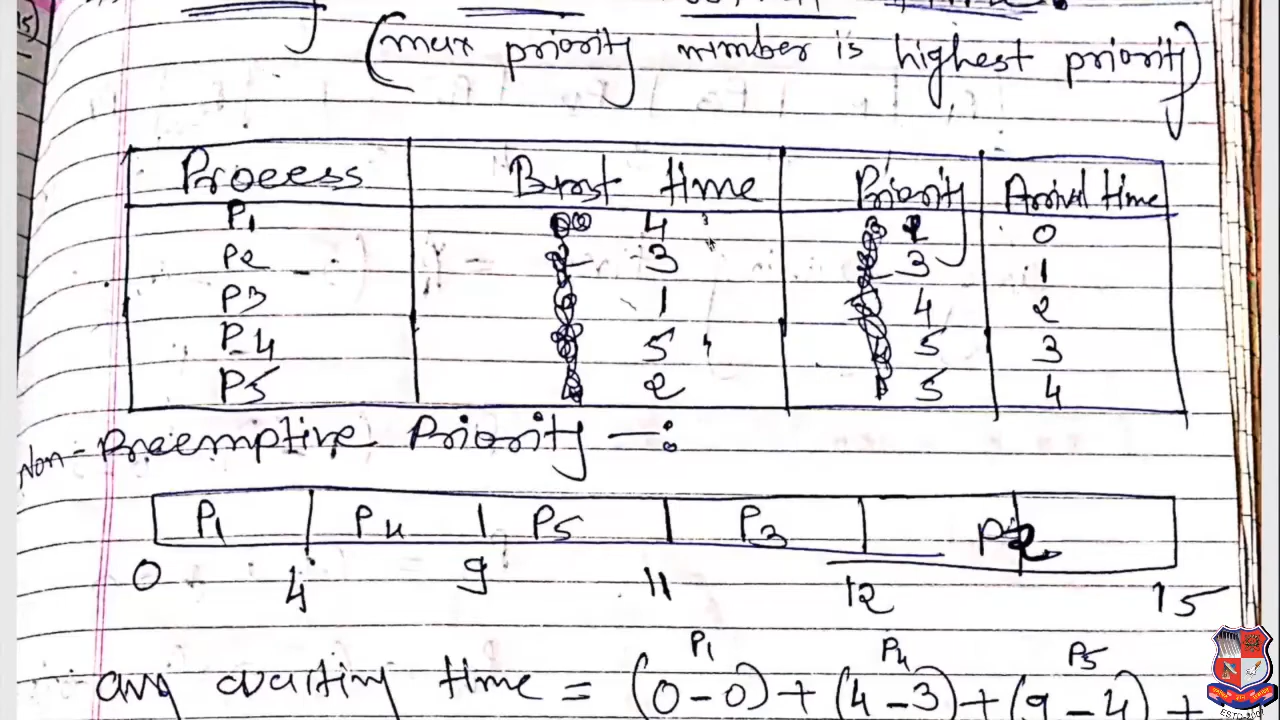 (max priority number is highest priority)
Process Burst time Priority Arrival time
P1 4 2 0
P2 3 3 1
P3 1 4 2
P4 5 5 3
P5 2 5 4
Non-Preemptive Priority -:
P1 P4 P5 P3 P2
0 4 9 11 12 15
P1 P4 P5
avg waiting time = (0-0) + (4-3) + (9-4) +